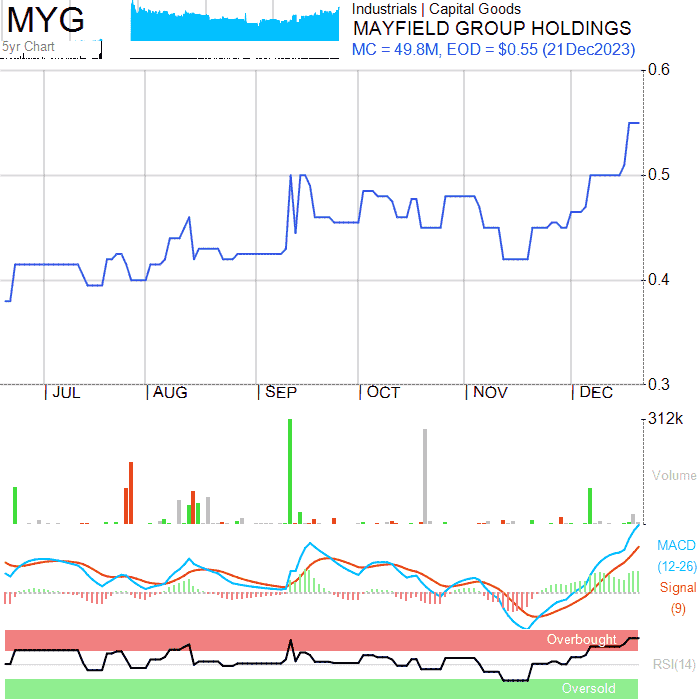 MYG
5yr Chart
Industrials | Capital Goods
MAYFIELD GROUP HOLDINGS
MC = 49.8M, EOD = $0.55 (21Dec2023)
0.6
0.5
0.4
0.3
JUL AUG SEP OCT NOV DEC
312k
Volume
MACD
(12-26)
Signal
(9)
Overbought
RSI(14)
Oversold